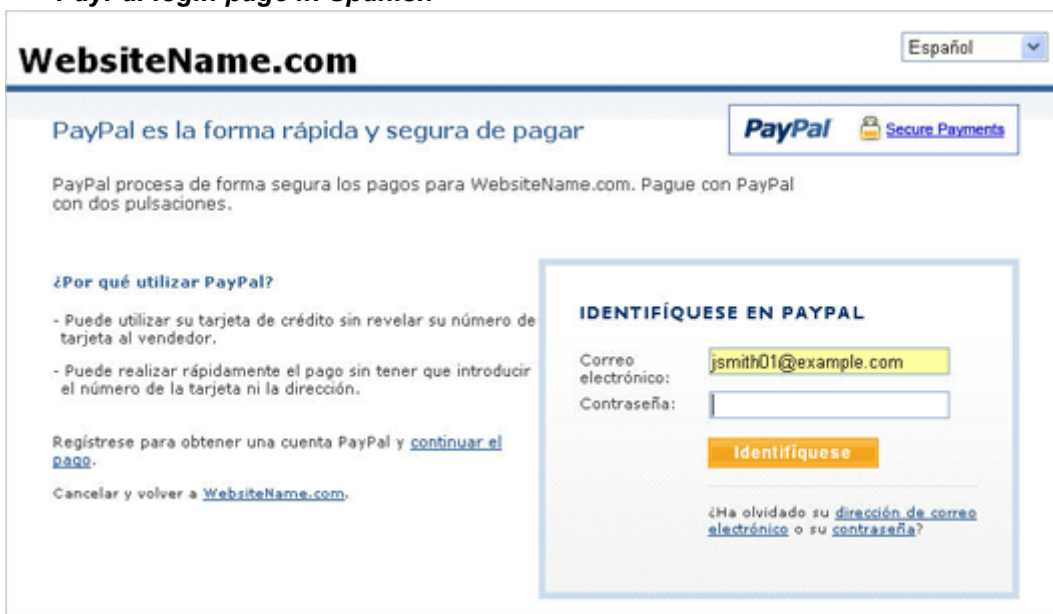 PayPal login page in Spanish
WebsiteName.com
Español
PayPal es la forma rápida y segura de pagar
PayPal Secure Payments
PayPal procesa de forma segura los pagos para WebsiteName.com. Pague con PayPal
con dos pulsaciones.
¿Por qué utilizar PayPal?
- Puede utilizar su tarjeta de crédito sin revelar su número de
tarjeta al vendedor.
- Puede realizar rápidamente el pago sin tener que introducir
el número de la tarjeta ni la dirección.
Regístrese para obtener una cuenta PayPal y continuar el
pago.
Cancelar y volver a WebsiteName.com.
IDENTIFÍQUESE EN PAYPAL
Correo
electrónico:
jsmith01@example.com
Contraseña:
Identifíquese
¿Ha olvidado su dirección de correo
electrónico o su contraseña?